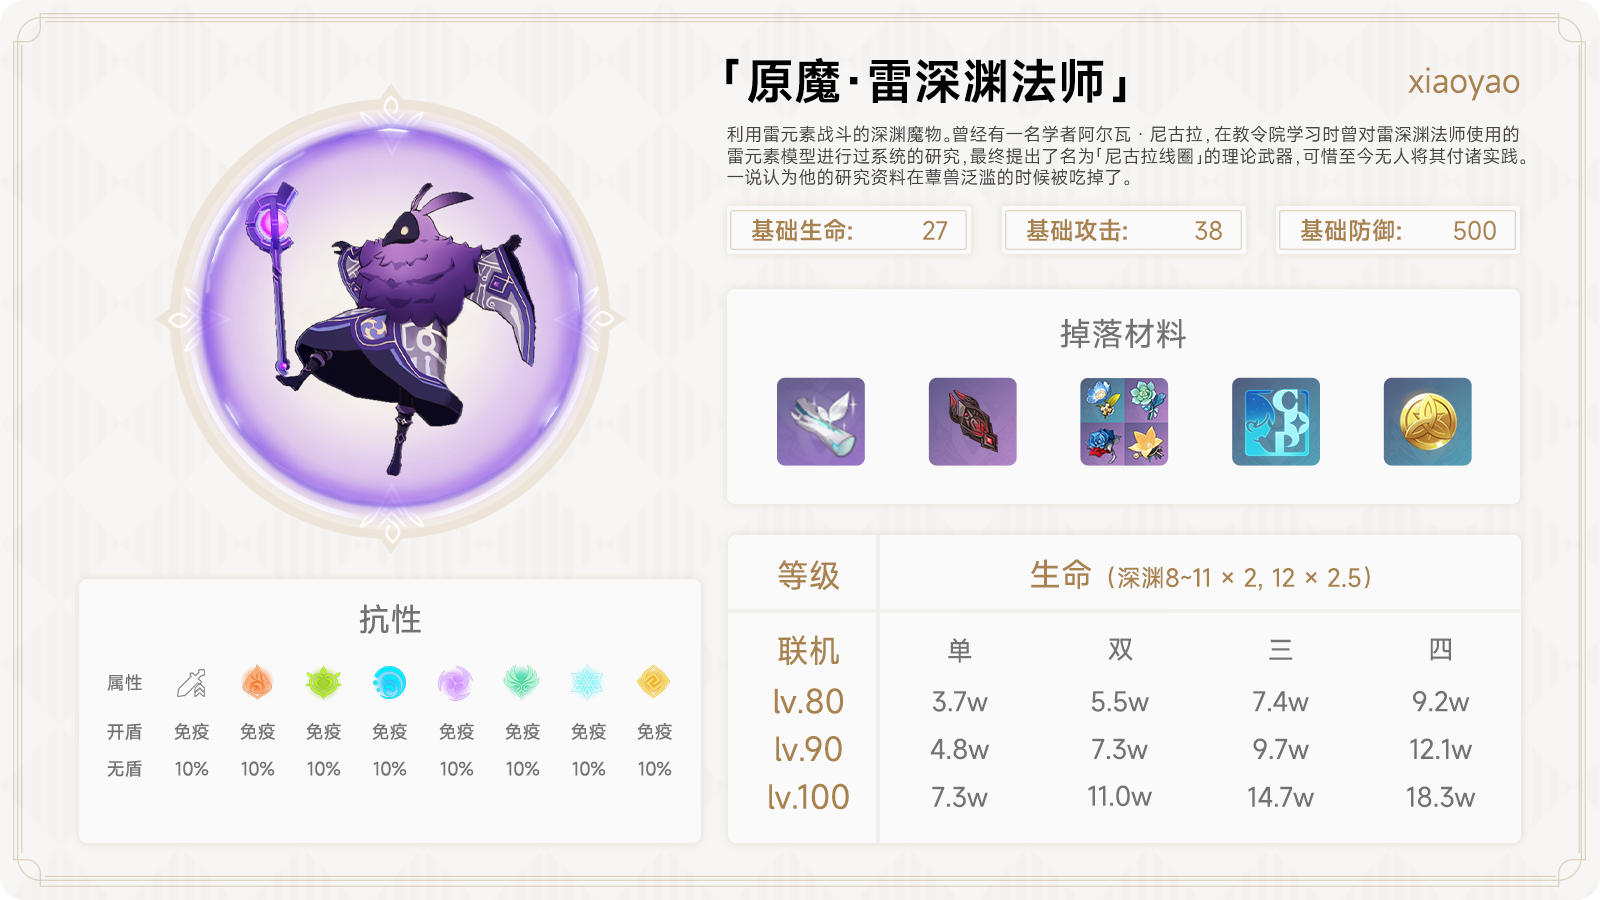 「原魔·雷深渊法师」
xiaoyao
利用雷元素战斗的深渊魔物。曾经有一名学者阿尔瓦·尼古拉,在教令院学习时曾对雷深渊法师使用的
雷元素模型进行过系统的研究,最终提出了名为「尼古拉线圈」的理论武器,可惜至今无人将其付诸实践。
一说认为他的研究资料在蕈兽泛滥的时候被吃掉了。
基础生命: 27
基础攻击: 38
基础防御: 500
掉落材料
抗性
属性
开盾 免疫 免疫 免疫 免疫 免疫 免疫 免疫 免疫
无盾 10% 10% 10% 10% 10% 10% 10% 10%
等级 生命 (深渊8~11 × 2, 12 × 2.5)
联机 单 双 三 四
lv.80 3.7w 5.5w 7.4w 9.2w
lv.90 4.8w 7.3w 9.7w 12.1w
lv.100 7.3w 11.0w 14.7w 18.3w